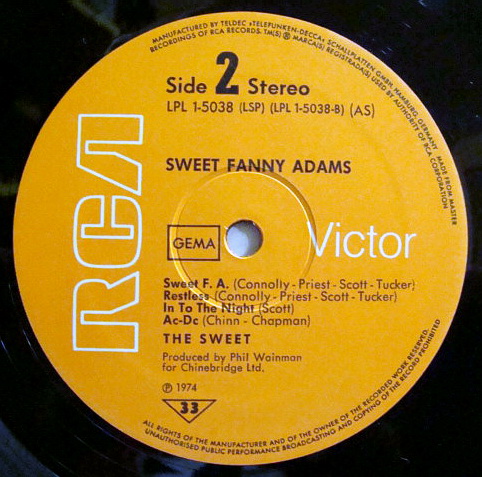 MANUFACTURED BY TELDEC »TELEFUNKEN-DECCA« SCHALLPLATTEN GMBH, HAMBURG, GERMANY MADE FROM MASTER
RECORDINGS OF RCA RECORDS. TM(S) ® MARCA(S) REGISTRADA(S) USED BY AUTHORITY OF RCA CORPORATION
Side 2 Stereo
LPL 1-5038 (LSP) (LPL 1-5038-B) (AS)
RCA
SWEET FANNY ADAMS
GEMA
Victor
Sweet F. A. (Connolly - Priest - Scott - Tucker)
Restless (Connolly - Priest - Scott - Tucker)
In To The Night (Scott)
Ac-Dc (Chinn - Chapman)
THE SWEET
Produced by Phil Wainman
for Chinebridge Ltd.
℗ 1974
33
ALL RIGHTS OF THE MANUFACTURER AND OF THE OWNER OF THE RECORDED WORK RESERVED.
UNAUTHORISED PUBLIC PERFORMANCE BROADCASTING AND COPYING OF THE RECORD PROHIBITED